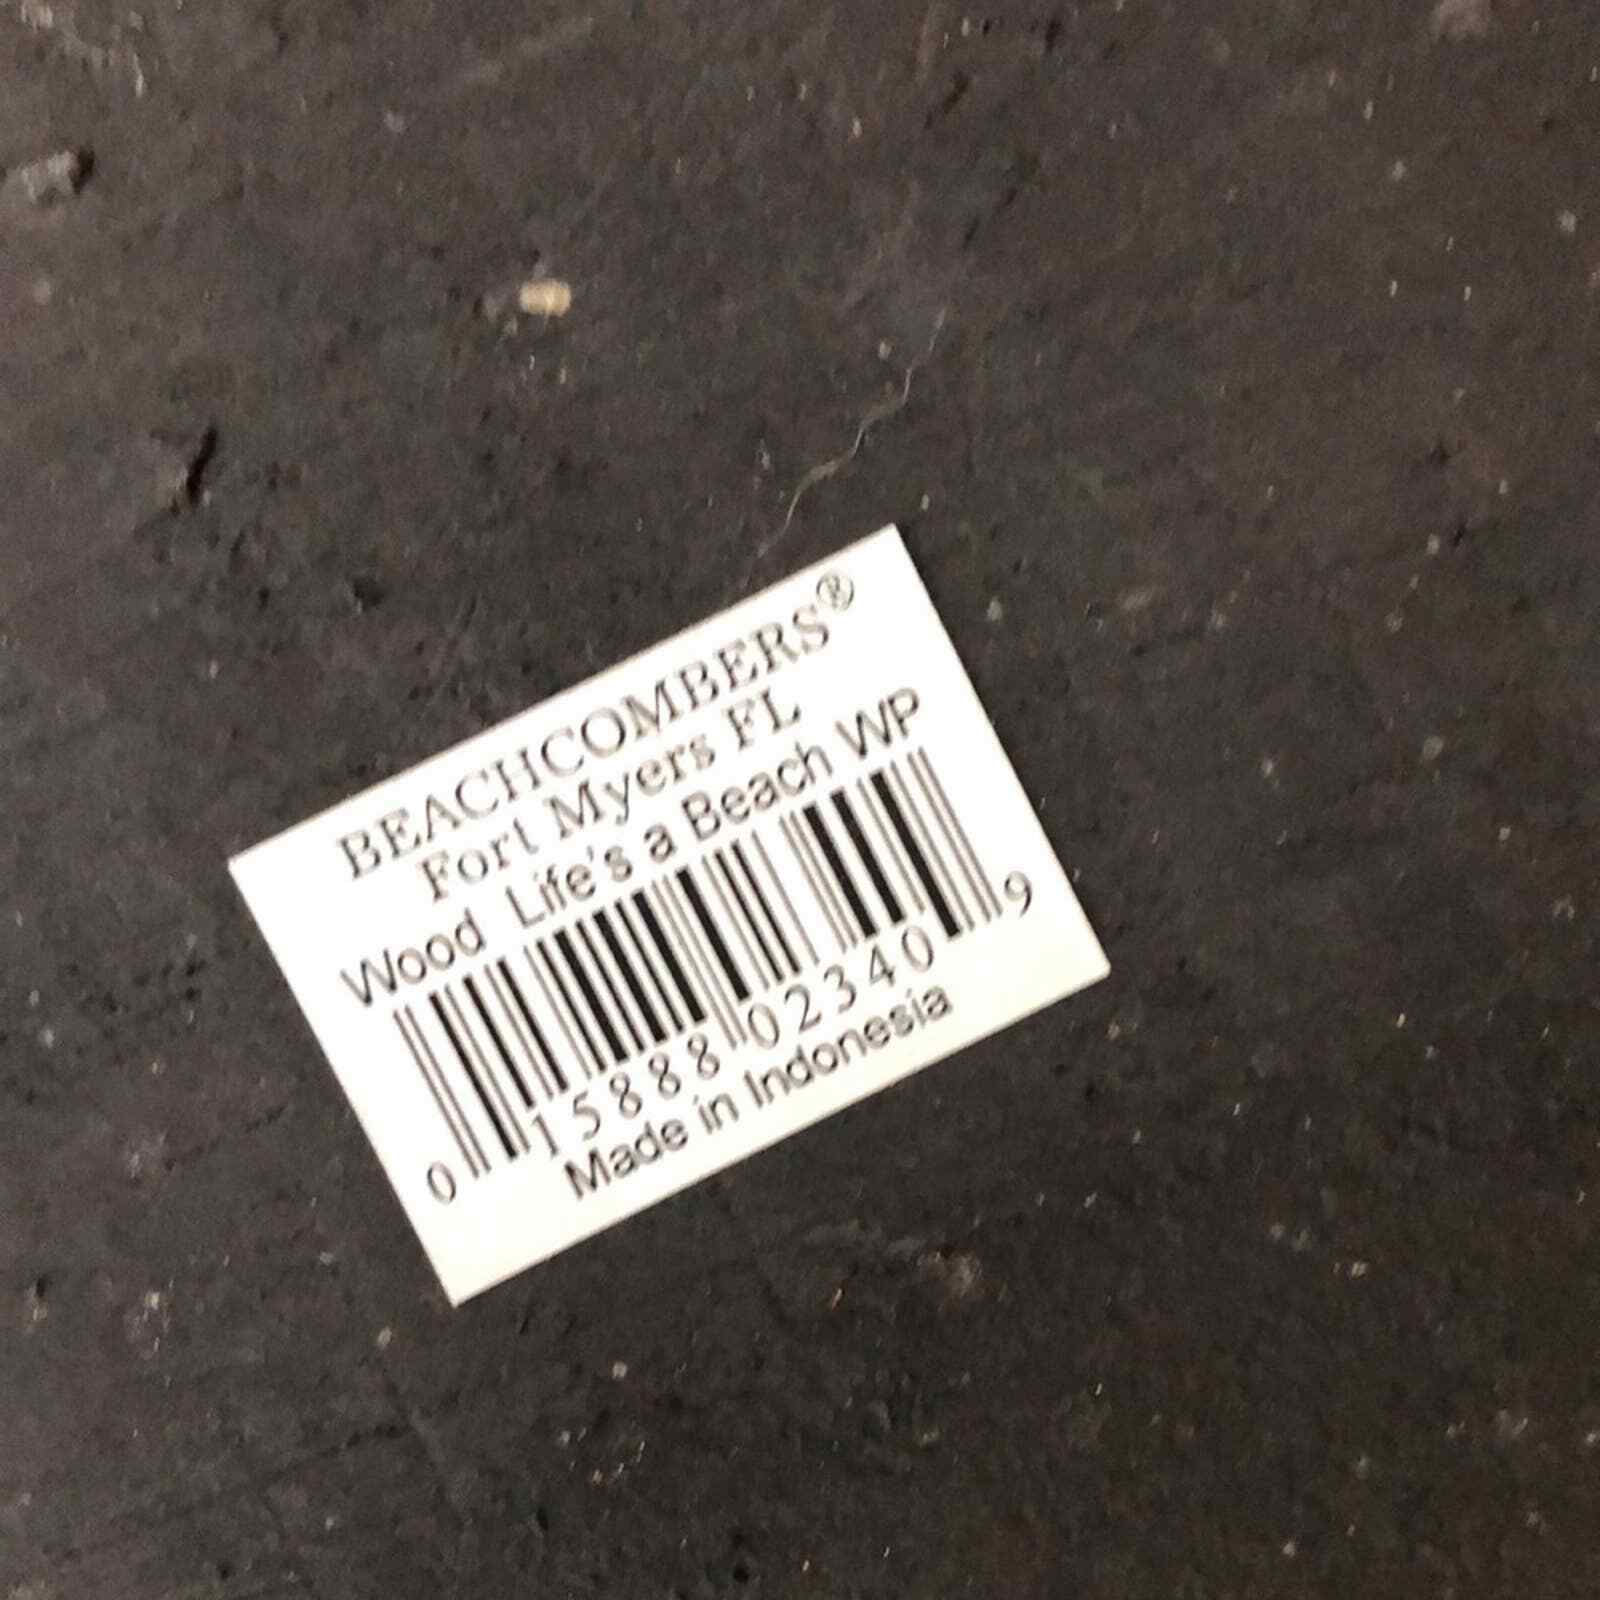 BEACHCOMBERS®
Fort Myers FL
Wood Life's a Beach WP
0 15888 02340 9
Made in Indonesia